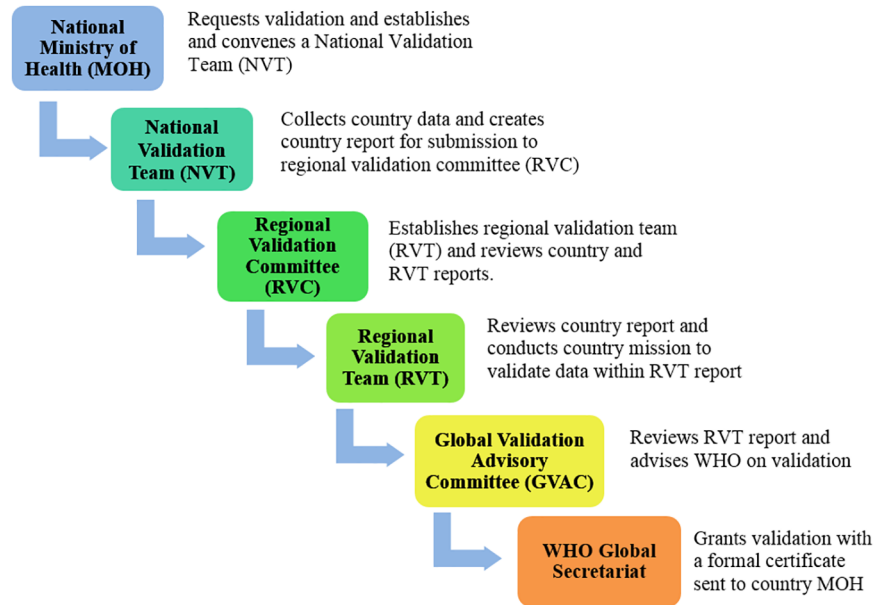 National
Ministry of
Health (MOH)
Requests validation and establishes
and convenes a National Validation
Team (NVT)
National
Validation
Team (NVT)
Collects country data and creates
country report for submission to
regional validation committee (RVC)
Regional
Validation
Committee
(RVC)
Establishes regional validation team
(RVT) and reviews country and
RVT reports.
Regional
Validation
Team (RVT)
Reviews country report and
conducts country mission to
validate data within RVT report
Global Validation
Advisory
Committee (GVAC)
Reviews RVT report and
advises WHO on validation
WHO Global
Secretariat
Grants validation with
a formal certificate
sent to country MOH